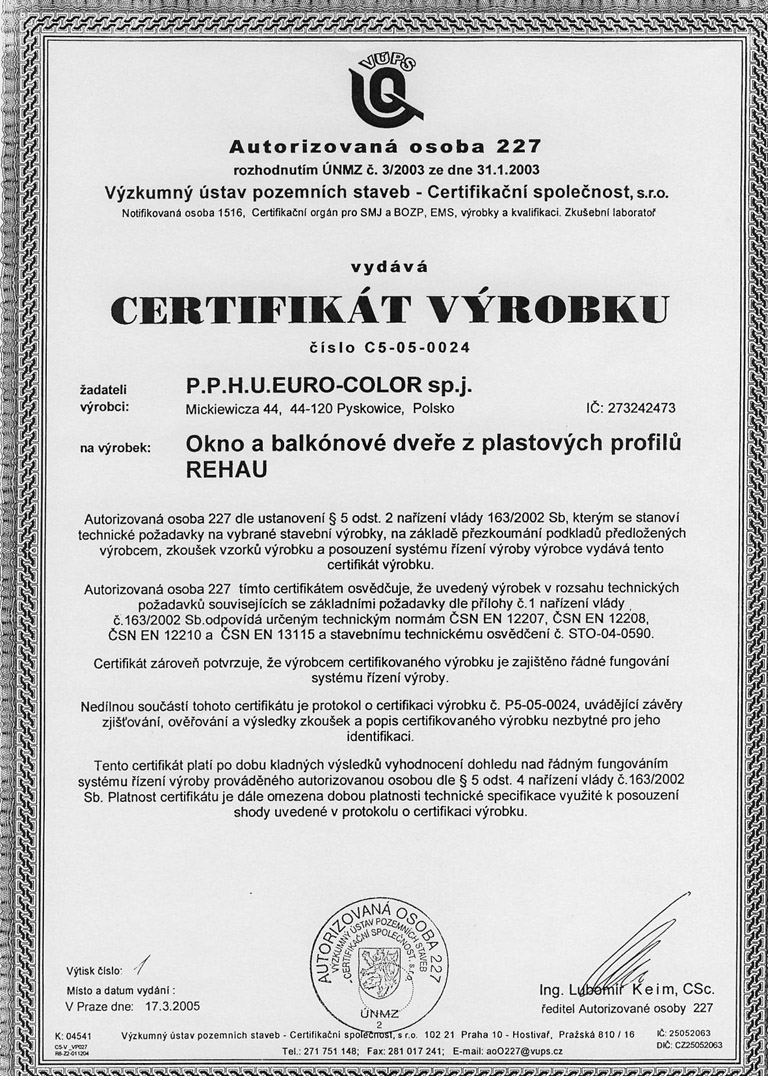 VÚPS
Autorizovaná osoba 227
rozhodnutím ÚNMZ č. 3/2003 ze dne 31.1.2003
Výzkumný ústav pozemních staveb - Certifikační společnost, s.r.o.
Notifikovaná osoba 1516, Certifikační orgán pro SMJ a BOZP, EMS, výrobky a kvalifikaci. Zkušební laboratoř
vydává
CERTIFIKÁT VÝROBKU
číslo C5-05-0024
žadateli P.P.H.U.EURO-COLOR sp.j.
výrobci: Mickiewicza 44, 44-120 Pyskowice, Polsko IČ: 273242473
na výrobek: Okno a balkónové dveře z plastových profilů
REHAU
Autorizovaná osoba 227 dle ustanovení § 5 odst. 2 nařízení vlády 163/2002 Sb, kterým se stanoví
technické požadavky na vybrané stavební výrobky, na základě přezkoumání podkladů předložených
výrobcem, zkoušek vzorků výrobku a posouzení systému řízení výroby výrobce vydává tento
certifikát výrobku.
Autorizovaná osoba 227 tímto certifikátem osvědčuje, že uvedený výrobek v rozsahu technických
požadavků souvisejících se základními požadavky dle přílohy č.1 nařízení vlády
č.163/2002 Sb.odpovídá určeným technickým normám ČSN EN 12207, ČSN EN 12208,
ČSN EN 12210 a ČSN EN 13115 a stavebnímu technickému osvědčení č. STO-04-0590.
Certifikát zároveň potvrzuje, že výrobcem certifikovaného výrobku je zajištěno řádné fungování
systému řízení výroby.
Nedílnou součástí tohoto certifikátu je protokol o certifikaci výrobku č. P5-05-0024, uvádějící závěry
zjišťování, ověřování a výsledky zkoušek a popis certifikovaného výrobku nezbytné pro jeho
identifikaci.
Tento certifikát platí po dobu kladných výsledků vyhodnocení dohledu nad řádným fungováním
systému řízení výroby prováděného autorizovanou osobou dle § 5 odst. 4 nařízení vlády č.163/2002
Sb. Platnost certifikátu je dále omezena dobou platnosti technické specifikace využité k posouzení
shody uvedené v protokolu o certifikaci výrobku.
AUTORIZOVANÁ OSOBA 227
VÝZKUMNÝ ÚSTAV POZEMNÍCH STAVEB
CERTIFIKAČNÍ SPOLEČNOST, s.r.o.
ÚNMZ
2
Výtisk číslo: 1
Místo a datum vydání :
V Praze dne: 17.3.2005
Ing. Lubomír Keim, CSc.
ředitel Autorizované osoby 227
K: 04541 Výzkumný ústav pozemních staveb - Certifikační společnost, s r.o. 102 21 Praha 10 - Hostivař, Pražská 810 / 16 IČ: 25052063
C5-V _VP027 Tel.: 271 751 148; Fax: 281 017 241; E-mail: ao0227@vups.cz DIČ: CZ25052063
R8-Z2-011204